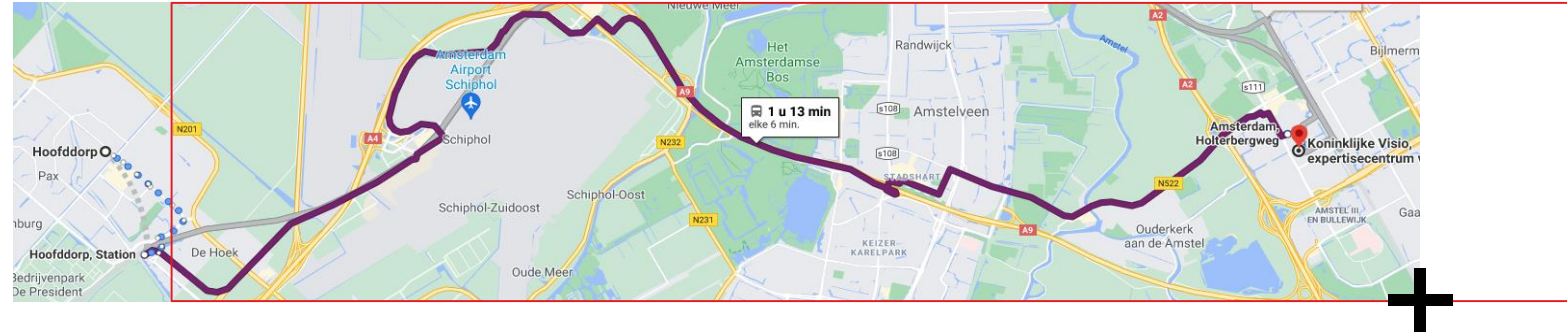 Nieuwe Meer
A2
Amstel
Het
Amsterdamse
Bos
Randwijck
Bijlmerm
Amsterdam
Airport
Schiphol
A9
A2
s111
1 u 13 min
elke 6 min.
s108
Amstelveen
N201
A4
Schiphol
N232
Amsterdam,
Holterbergweg
Hoofddorp
Koninklijke Visio,
expertisecentrum v
s108
Pax
STADSHART
N522
Schiphol-Oost
Schiphol-Zuidoost
N231
AMSTEL III
EN BULLEWIJK
Gaa
nburg
A9
Ouderkerk
aan de Amstel
Hoofddorp, Station
De Hoek
KEIZER-
KARELPARK
Oude Meer
Bedrijvenpark
De President